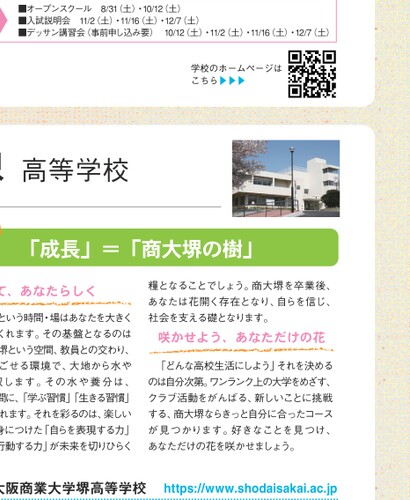 ■オープンスクール　8/31（土）・10/12（土）
■入試説明会　11/2（土）・11/16（土）・12/7（土）
■デッサン講習会（事前申し込み要）　10/12（土）・11/2（土）・11/16（土）・12/7（土）
学校のホームページは
こちら▶▶▶
高等学校
「成長」＝「商大堺の樹」
て、あなたらしく
という時間・場はあなたを大きく
くれます。その基盤となるのは
堺という空間、教員との交わり、
ごせる環境で、大地から水や
収します。その水や養分は、
間に、「学ぶ習慣」「生きる習慣」
れます。それを彩るのは、楽しい
身につけた「自らを表現する力」
行動する力」が未来を切りひらく
糧となることでしょう。商大堺を卒業後、
あなたは花開く存在となり、自らを信じ、
社会を支える礎となります。
咲かせよう、あなただけの花
「どんな高校生活にしよう」それを決める
のは自分次第。ワンランク上の大学をめざす、
クラブ活動をがんばる、新しいことに挑戦
する、商大堺ならきっと自分に合ったコース
が見つかります。好きなことを見つけ、
あなただけの花を咲かせましょう。
大阪商業大学堺高等学校　https://www.shodaisakai.ac.jp